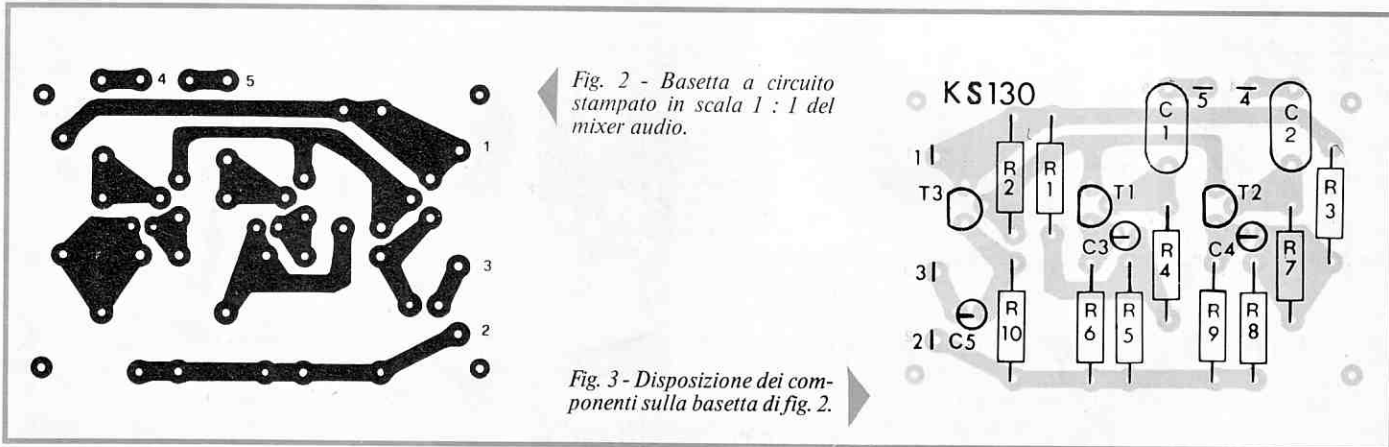 4
5
1
3
2
Fig. 2 - Basetta a circuito
stampato in scala 1 : 1 del
mixer audio.
Fig. 3 - Disposizione dei com-
ponenti sulla basetta di fig. 2.
KS130
C
1
5
4
C
2
1
R
2
R
1
R
3
T3
T1
T2
C3
C4
R
4
R
7
3
2
C5
R
10
R
6
R
5
R
9
R
8